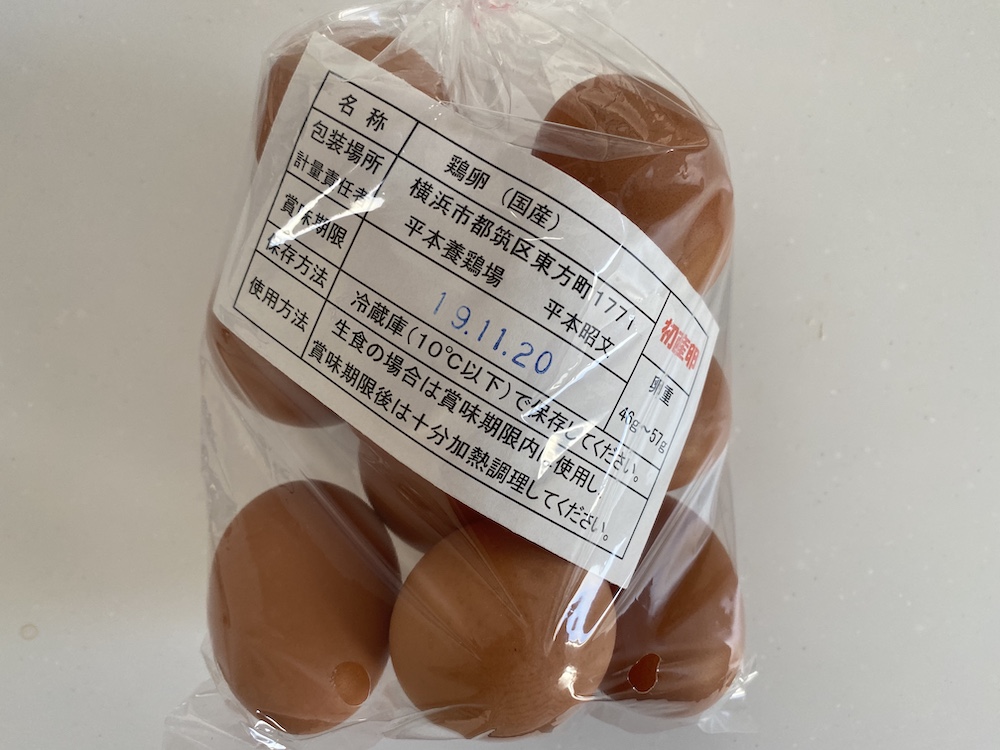 名称 鶏卵（国産）
包装場所 横浜市都筑区東方町1771
計量責任者 平本養鶏場 平本昭文
賞味期限 19.11.20
保存方法 冷蔵庫(10℃以下)で保存してください。
使用方法 生食の場合は賞味期限内に使用し、
賞味期限後は十分加熱調理してください。
初産卵
卵重
46g～57g